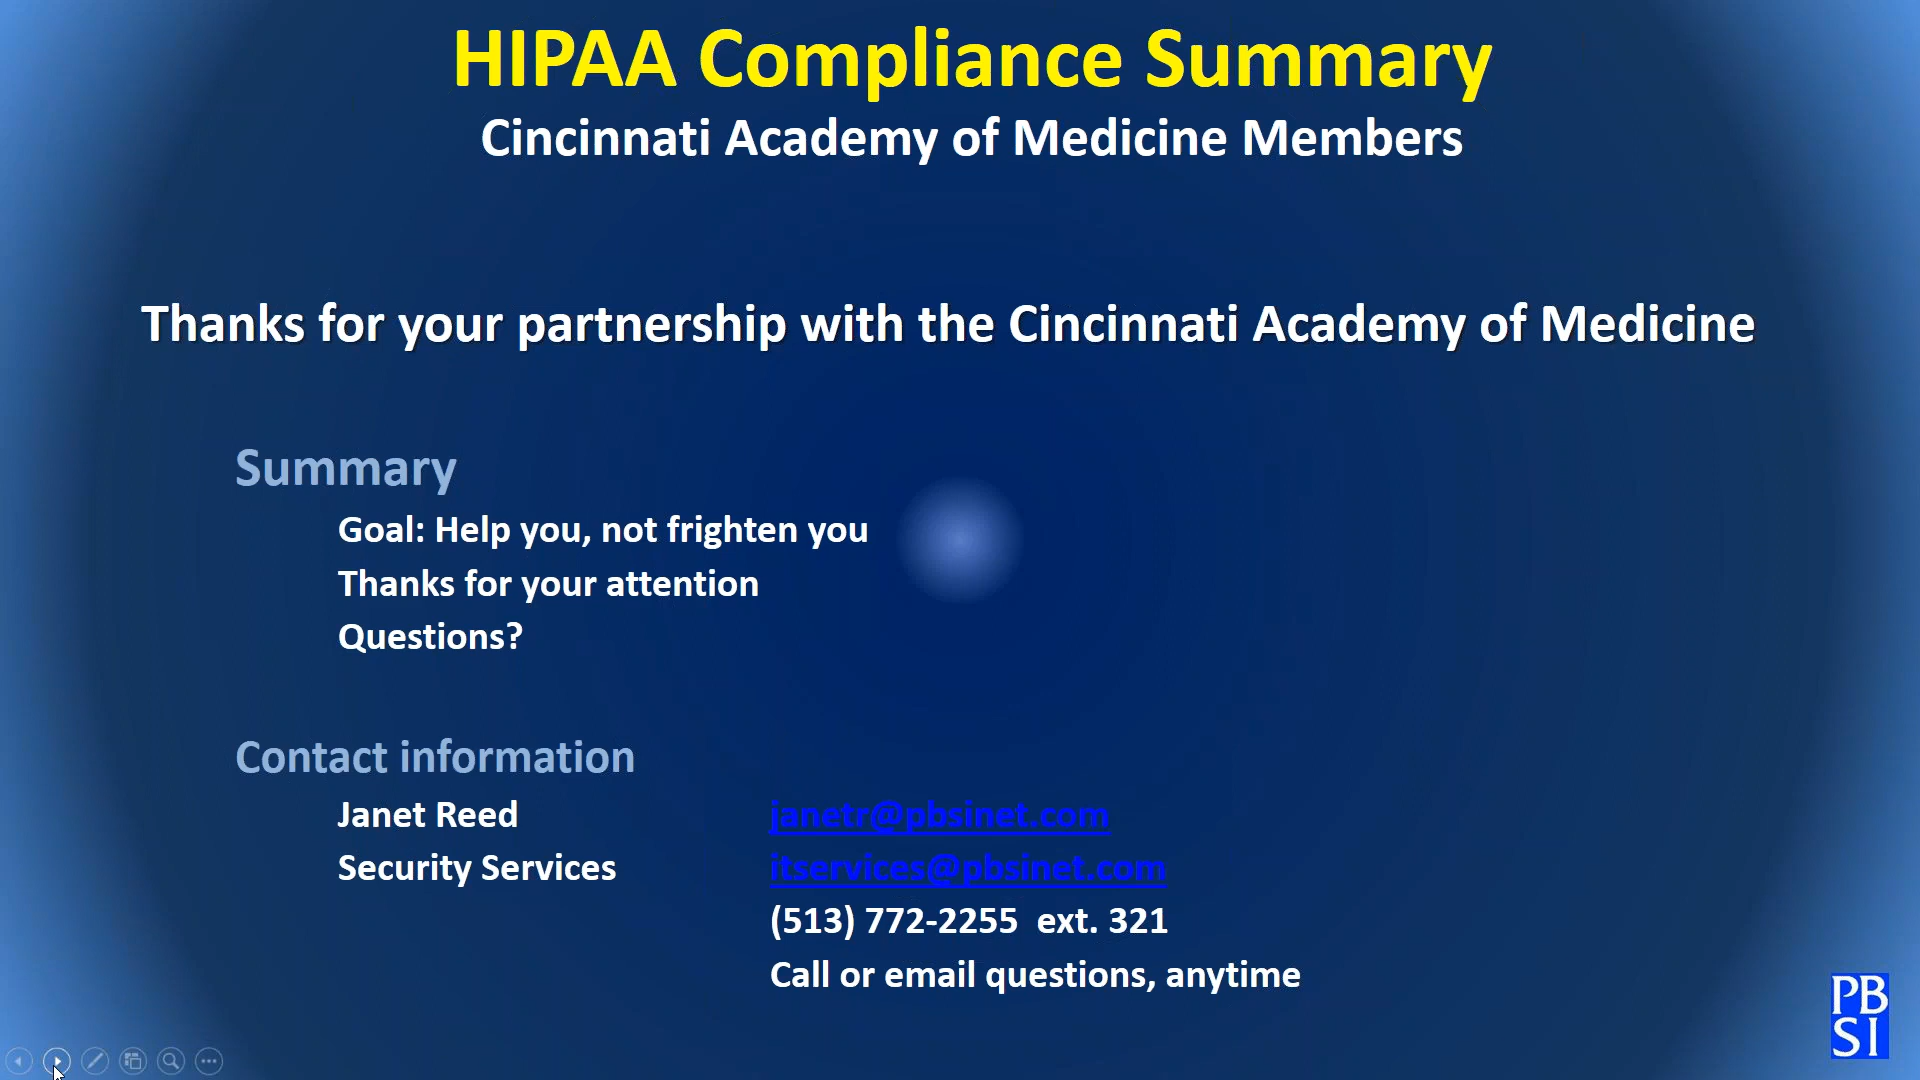 HIPAA Compliance Summary
Cincinnati Academy of Medicine Members
Thanks for your partnership with the Cincinnati Academy of Medicine
Summary
Goal: Help you, not frighten you
Thanks for your attention
Questions?
Contact information
Janet Reed janetr@pbsinet.com
Security Services itservices@pbsinet.com
(513) 772-2255 ext. 321
Call or email questions, anytime
PB
SI